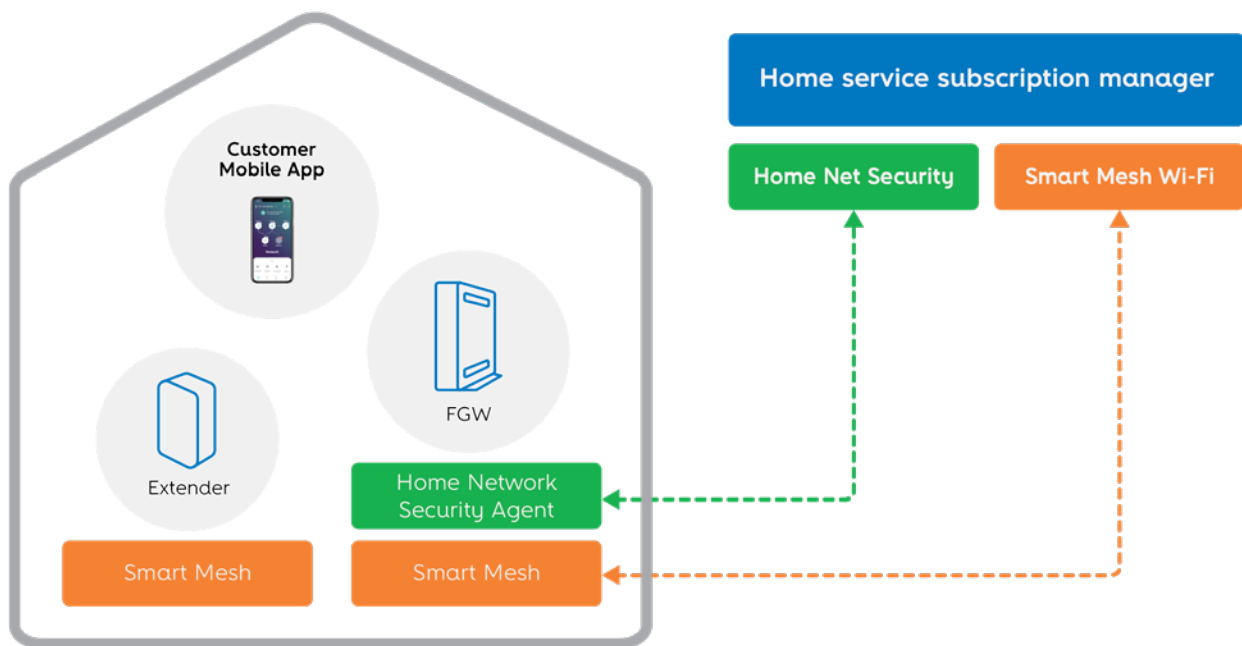 Customer
Mobile App
FGW
Extender
Home Network
Security Agent
Smart Mesh
Smart Mesh
Home service subscription manager
Home Net Security
Smart Mesh Wi-Fi